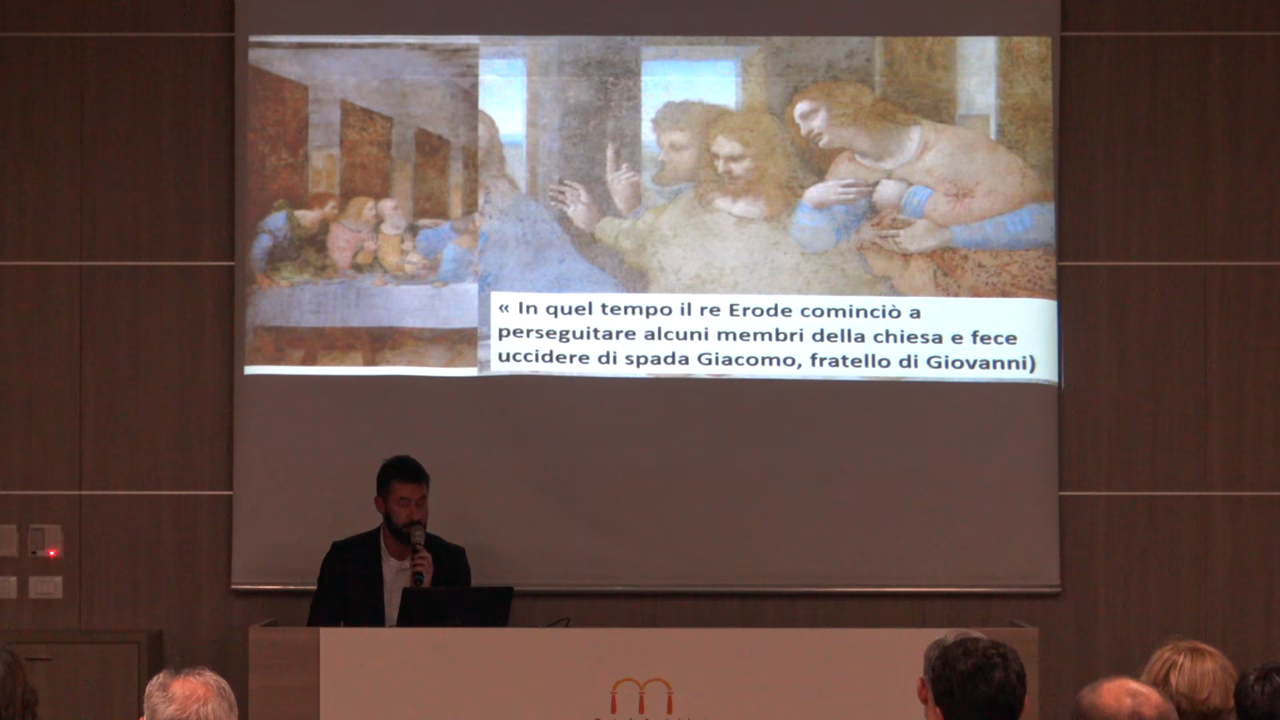 « In quel tempo il re Erode cominciò a
perseguitare alcuni membri della chiesa e fece
uccidere di spada Giacomo, fratello di Giovanni)